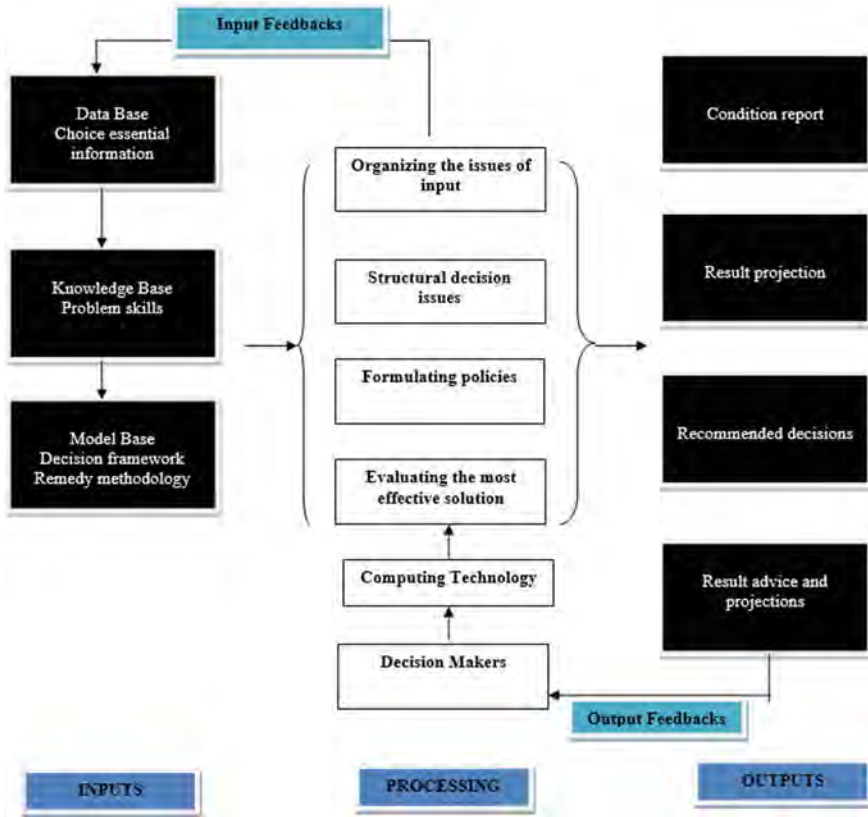 Input Feedbacks
Data Base
Choice essential
information
Knowledge Base
Problem skills
Model Base
Decision framework
Remedy methodology
Organizing the issues of
input
Structural decision
issues
Formulating policies
Evaluating the most
effective solution
Computing Technology
Decision Makers
Condition report
Result projection
Recommended decisions
Result advice and
projections
Output Feedbacks
INPUTS
PROCESSING
OUTPUTS